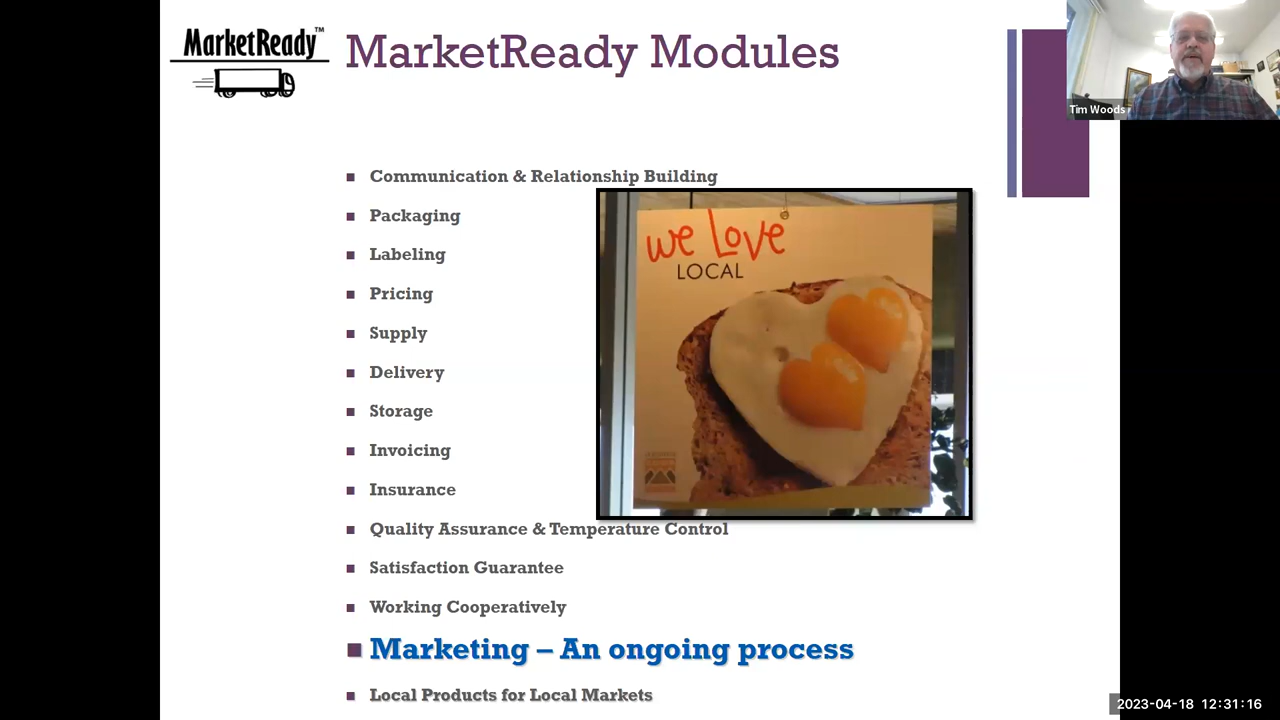 MarketReady™
MarketReady Modules
Tim Woods
Communication & Relationship Building
Packaging
Labeling
Pricing
Supply
Delivery
Storage
Invoicing
Insurance
Quality Assurance & Temperature Control
Satisfaction Guarantee
Working Cooperatively
Marketing – An ongoing process
Local Products for Local Markets
we Love
LOCAL
2023-04-18 12:31:16